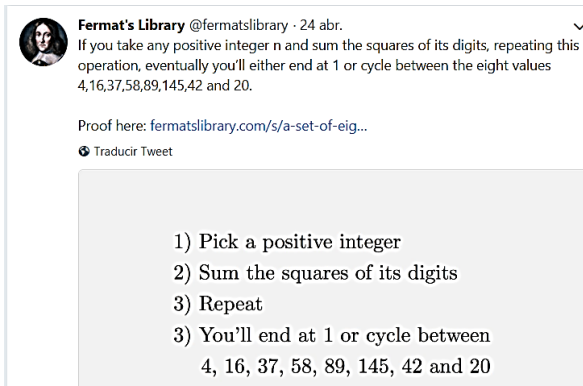 Fermat's Library @fermatslibrary · 24 abr.
If you take any positive integer n and sum the squares of its digits, repeating this
operation, eventually you'll either end at 1 or cycle between the eight values
4,16,37,58,89,145,42 and 20.
Proof here: fermatslibrary.com/s/a-set-of-eig...
Traducir Tweet
1) Pick a positive integer
2) Sum the squares of its digits
3) Repeat
3) You'll end at 1 or cycle between
4, 16, 37, 58, 89, 145, 42 and 20